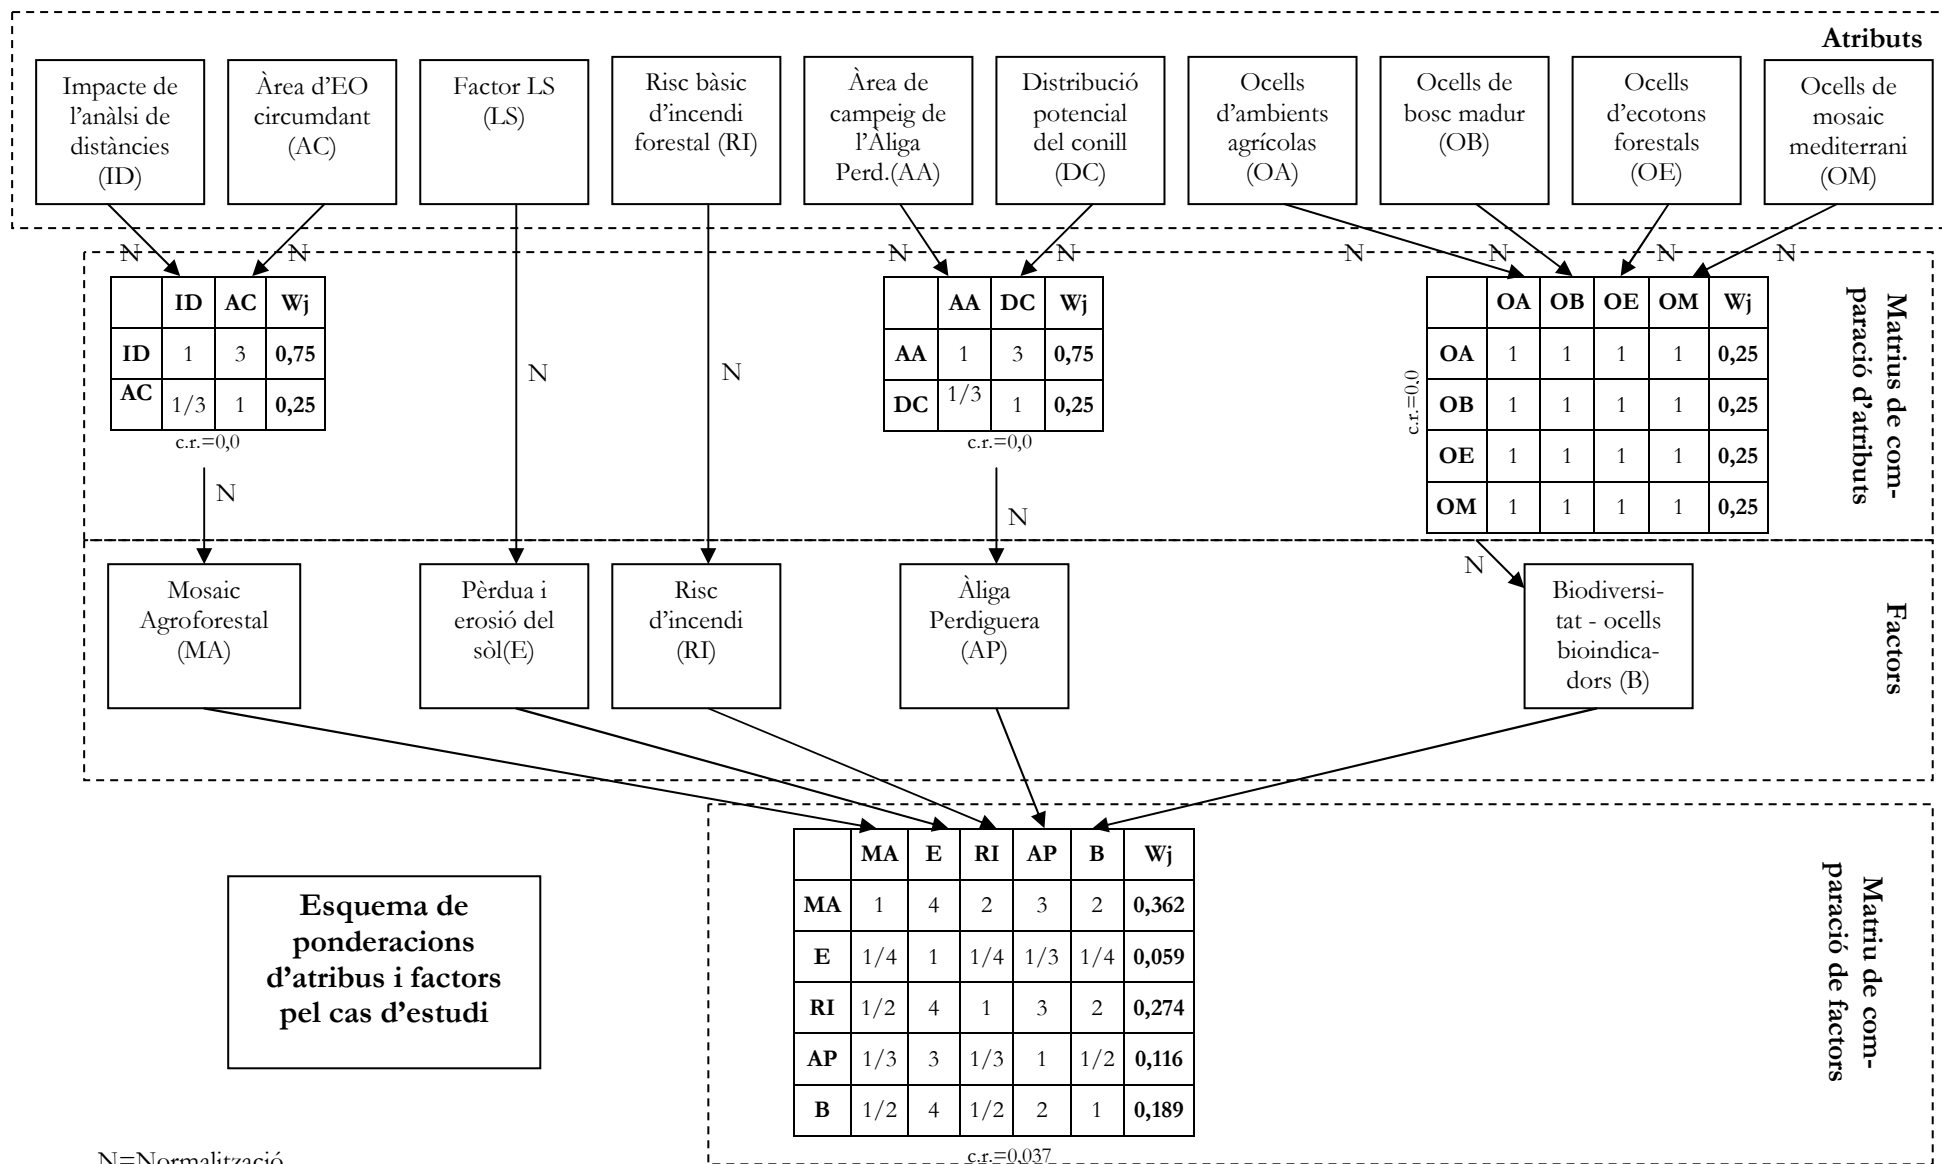 Atributs
Impacte de
l'anàlsi de
distàncies
(ID)
Àrea d'EO
circumdant
(AC)
Factor LS
(LS)
Risc bàsic
d'incendi
forestal (RI)
Àrea de
campeig de
l'Àliga
Perd.(AA)
Distribució
potencial
del conill
(DC)
Ocells
d'ambients
agrícolas
(OA)
Ocells de
bosc madur
(OB)
Ocells
d'ecotons
forestals
(OE)
Ocells de
mosaic
mediterrani
(OM)
N N N N N N N N
ID AC Wj
ID 1 3 0,75
AC 1/3 1 0,25
c.r.=0,0
N
N
N
AA DC Wj
AA 1 3 0,75
DC 1/3 1 0,25
c.r.=0,0
N
OA OB OE OM Wj
OA 1 1 1 1 0,25
OB 1 1 1 1 0,25
OE 1 1 1 1 0,25
OM 1 1 1 1 0,25
c.r.=0,0
N
Matrius de com-
paració d'atributs
Mosaic
Agroforestal
(MA)
Pèrdua i
erosió del
sòl(E)
Risc
d'incendi
(RI)
Àliga
Perdiguera
(AP)
Biodiversi-
tat - ocells
bioindica-
dors (B)
Factors
Esquema de
ponderacions
d'atribus i factors
pel cas d'estudi
MA E RI AP B Wj
MA 1 4 2 3 2 0,362
E 1/4 1 1/4 1/3 1/4 0,059
RI 1/2 4 1 3 2 0,274
AP 1/3 3 1/3 1 1/2 0,116
B 1/2 4 1/2 2 1 0,189
c.r.=0,037
Matriu de com-
paració de factors
N=Normalització